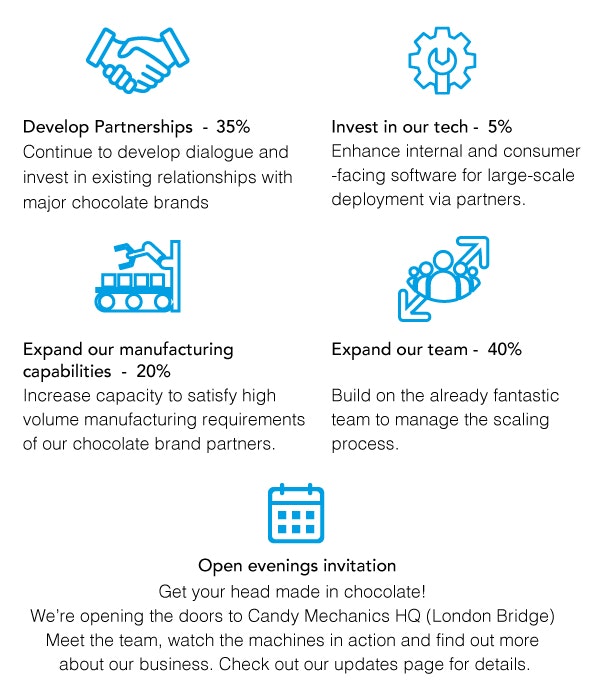 Develop Partnerships - 35%
Continue to develop dialogue and
invest in existing relationships with
major chocolate brands
Invest in our tech - 5%
Enhance internal and consumer
-facing software for large-scale
deployment via partners.
Expand our manufacturing
capabilities - 20%
Increase capacity to satisfy high
volume manufacturing requirements
of our chocolate brand partners.
Expand our team - 40%
Build on the already fantastic
team to manage the scaling
process.
Open evenings invitation
Get your head made in chocolate!
We’re opening the doors to Candy Mechanics HQ (London Bridge)
Meet the team, watch the machines in action and find out more
about our business. Check out our updates page for details.